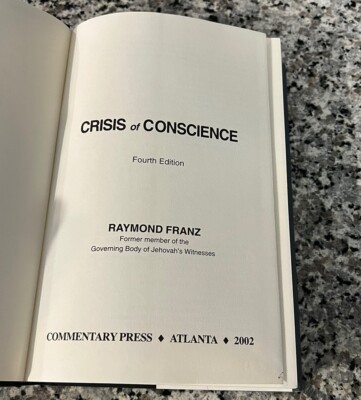 CRISIS of CONSCIENCE
Fourth Edition
RAYMOND FRANZ
Former member of the
Governing Body of Jehovah's Witnesses
COMMENTARY PRESS ♦ ATLANTA ♦ 2002